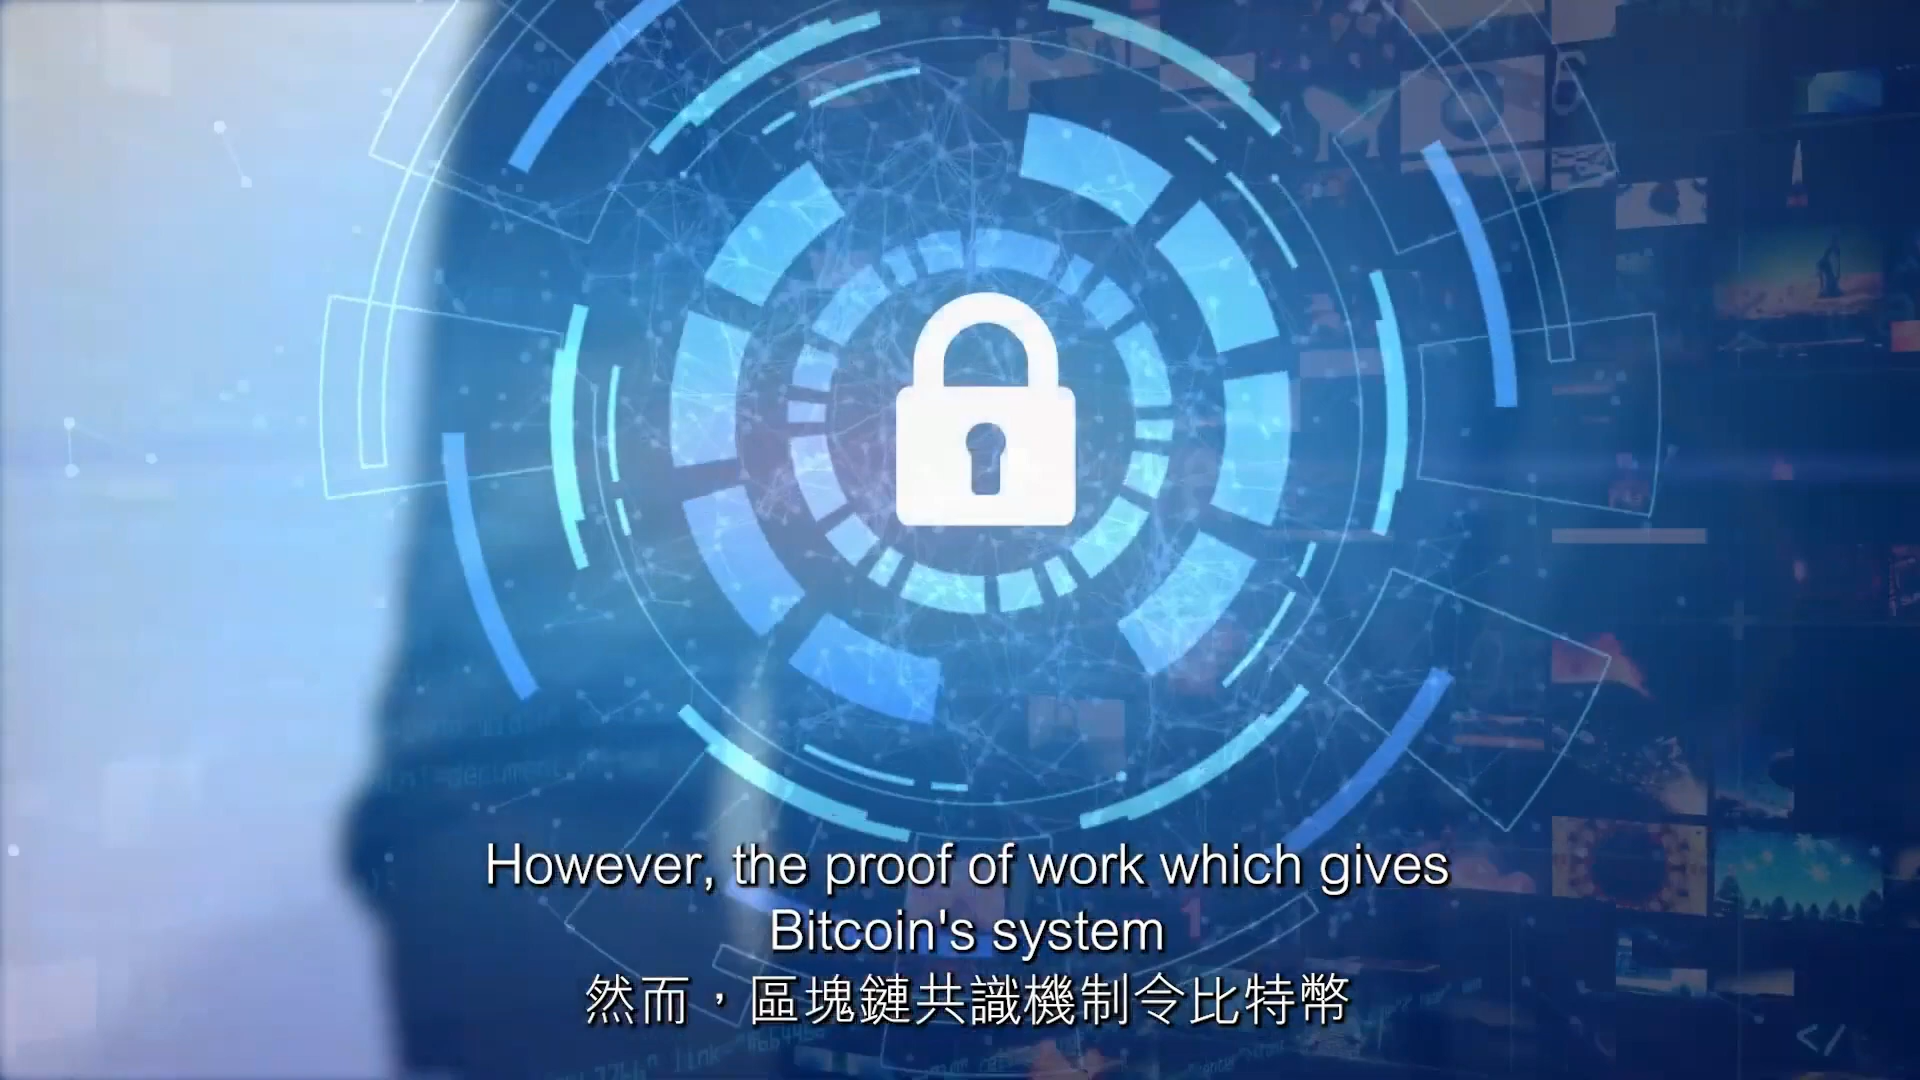 However, the proof of work which gives
Bitcoin's system
然而，區塊鏈共識機制令比特幣